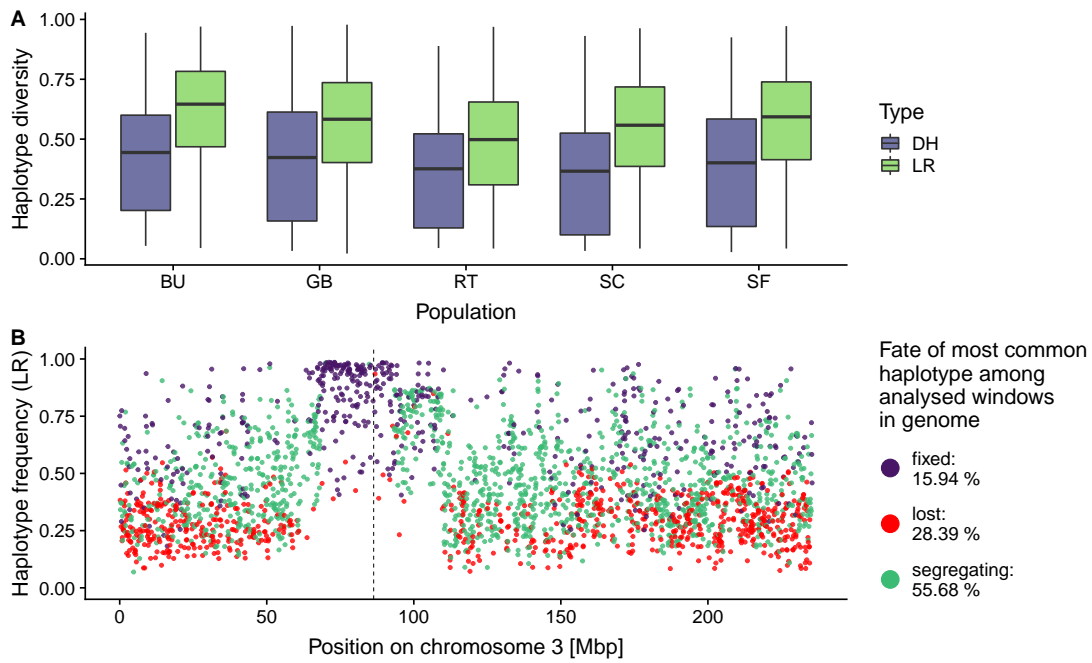 A
Haplotype diversity
1.00
0.75
0.50
0.25
0.00
BU GB RT SC SF
Population
Type
DH
LR
B
Haplotype frequency (LR)
1.00
0.75
0.50
0.25
0.00
0 50 100 150 200
Position on chromosome 3 [Mbp]
Fate of most common
haplotype among
analysed windows
in genome
fixed:
15.94 %
lost:
28.39 %
segregating:
55.68 %